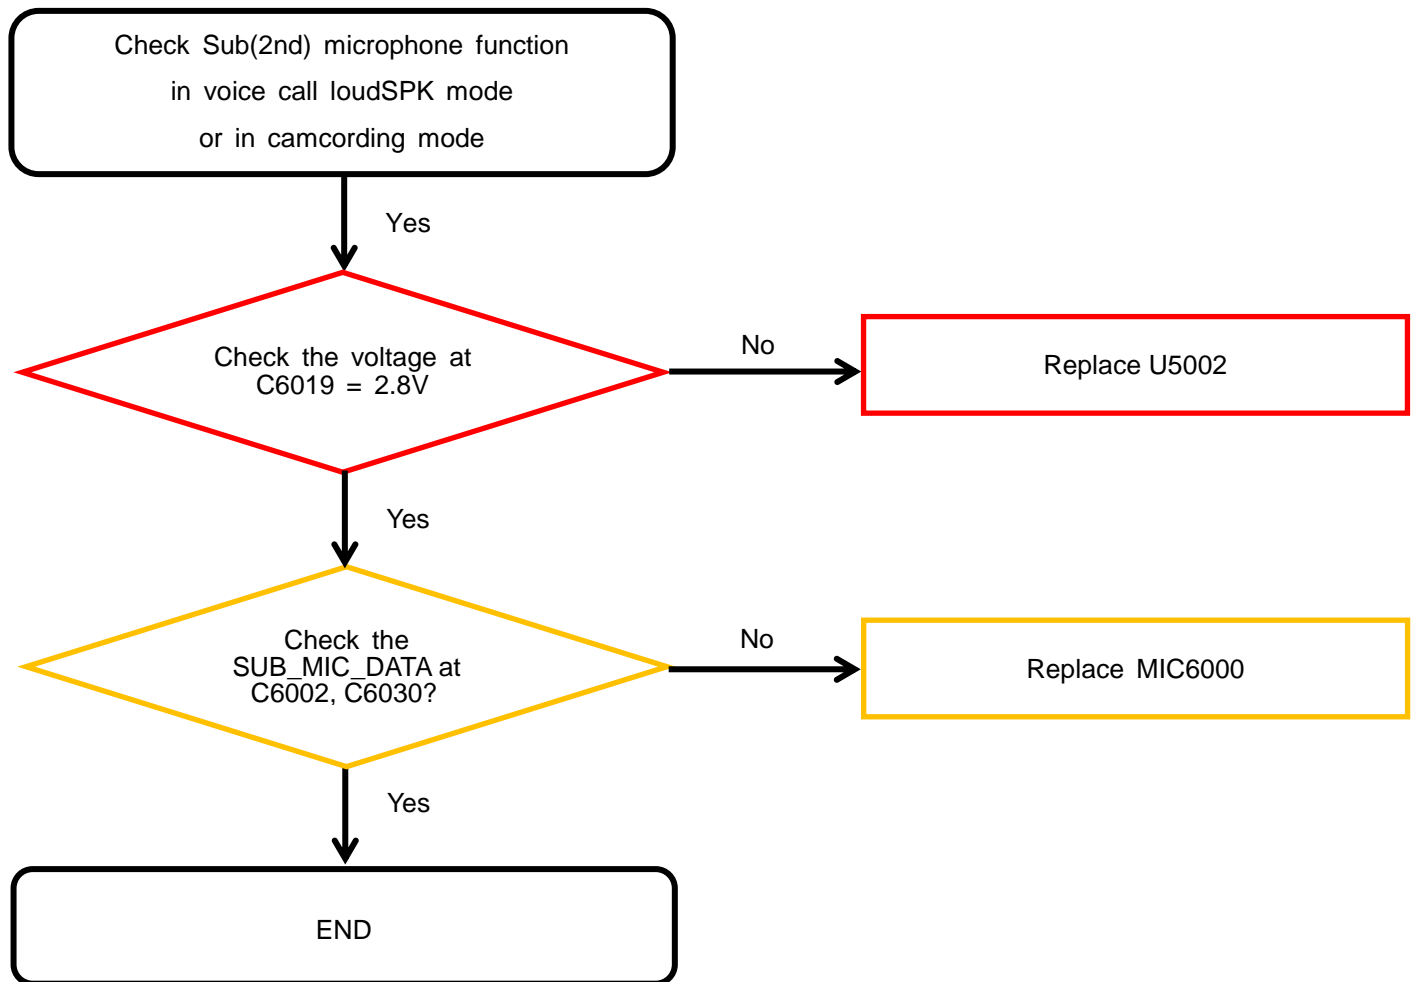 Check Sub(2nd) microphone function
in voice call loudSPK mode
or in camcording mode
Yes
Check the voltage at
C6019 = 2.8V
No
Replace U5002
Yes
Check the
SUB_MIC_DATA at
C6002, C6030?
No
Replace MIC6000
Yes
END